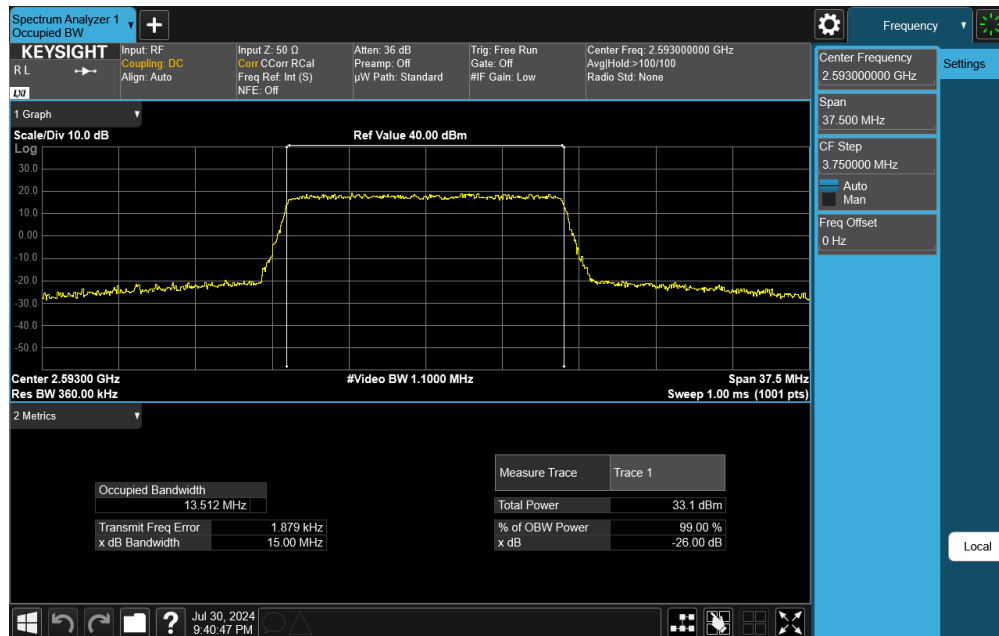 Spectrum Analyzer 1
Occupied BW
+
Frequency
KEYSIGHT
R L
LXI
Input: RF
Coupling: DC
Align: Auto
Input Z: 50 Ω
Corr CCorr RCal
Freq Ref: Int (S)
NFE: Off
Atten: 36 dB
Preamp: Off
µW Path: Standard
Trig: Free Run
Gate: Off
#IF Gain: Low
Center Freq: 2.593000000 GHz
Avg|Hold:>100/100
Radio Std: None
Center Frequency
2.593000000 GHz
Settings
Span
37.500 MHz
CF Step
3.750000 MHz
Auto
Man
Freq Offset
0 Hz
1 Graph
Scale/Div 10.0 dB
Ref Value 40.00 dBm
Log
30.0
20.0
10.0
0.00
-10.0
-20.0
-30.0
-40.0
-50.0
Center 2.59300 GHz
#Video BW 1.1000 MHz
Span 37.5 MHz
Res BW 360.00 kHz
Sweep 1.00 ms (1001 pts)
2 Metrics
Occupied Bandwidth
13.512 MHz
Transmit Freq Error 1.879 kHz
x dB Bandwidth 15.00 MHz
Measure Trace Trace 1
Total Power 33.1 dBm
% of OBW Power 99.00 %
x dB -26.00 dB
Local
?
Jul 30, 2024
9:40:47 PM